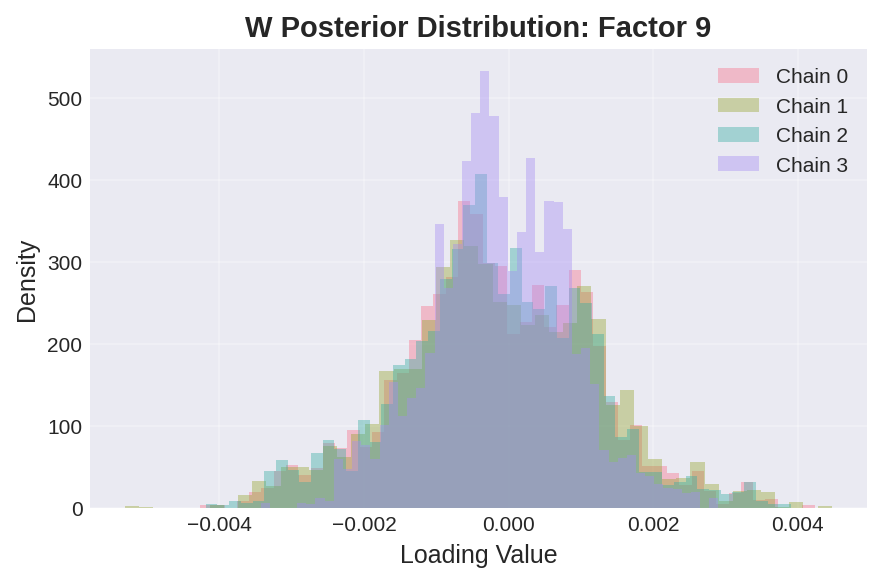 W Posterior Distribution: Factor 9
Chain 0
Chain 1
Chain 2
Chain 3
Density
500
400
300
200
100
0
−0.004 −0.002 0.000 0.002 0.004
Loading Value